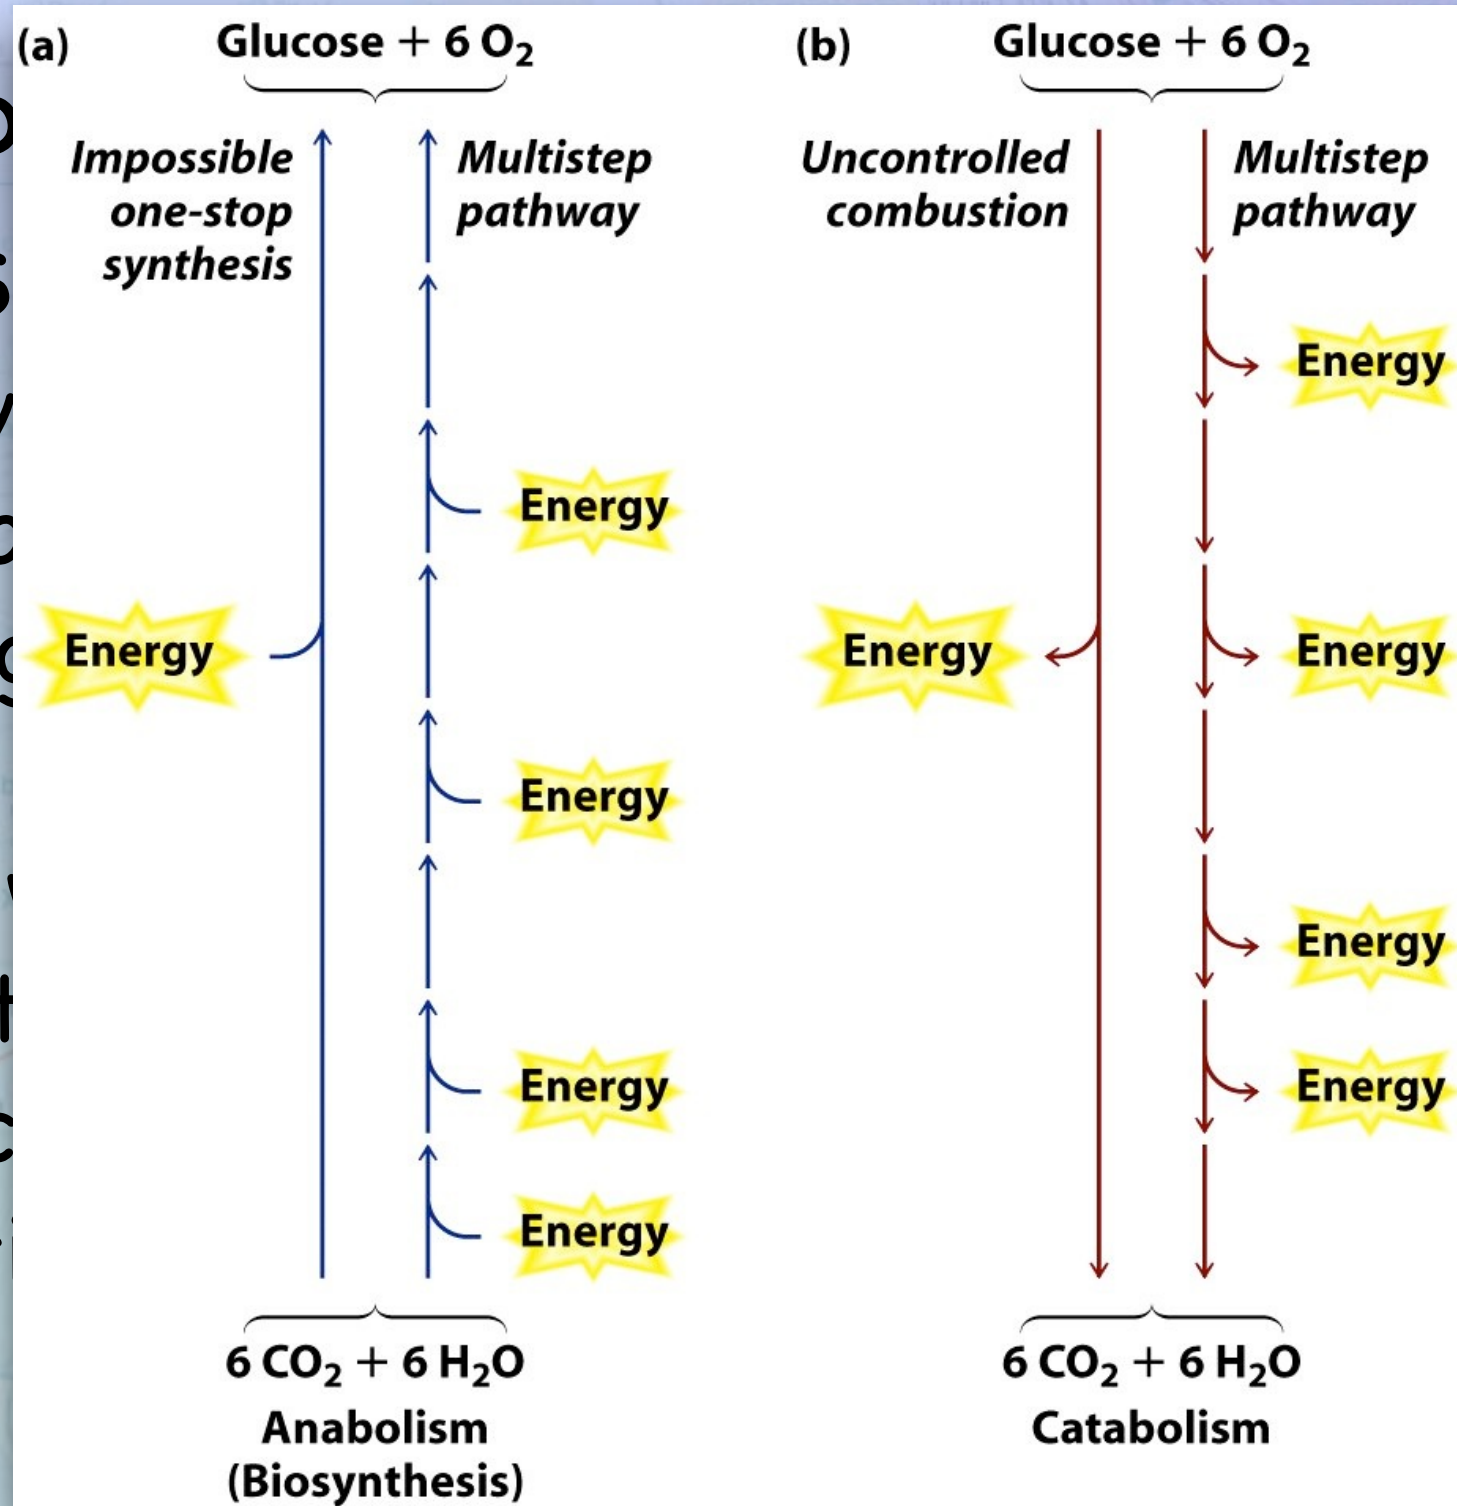 (a)
Glucose + 6 O₂
Impossible
one-stop
synthesis
Multistep
pathway
Energy
Energy
Energy
Energy
Energy
6 CO₂ + 6 H₂O
Anabolism
(Biosynthesis)
(b)
Glucose + 6 O₂
Uncontrolled
combustion
Multistep
pathway
Energy
Energy
Energy
Energy
Energy
6 CO₂ + 6 H₂O
Catabolism